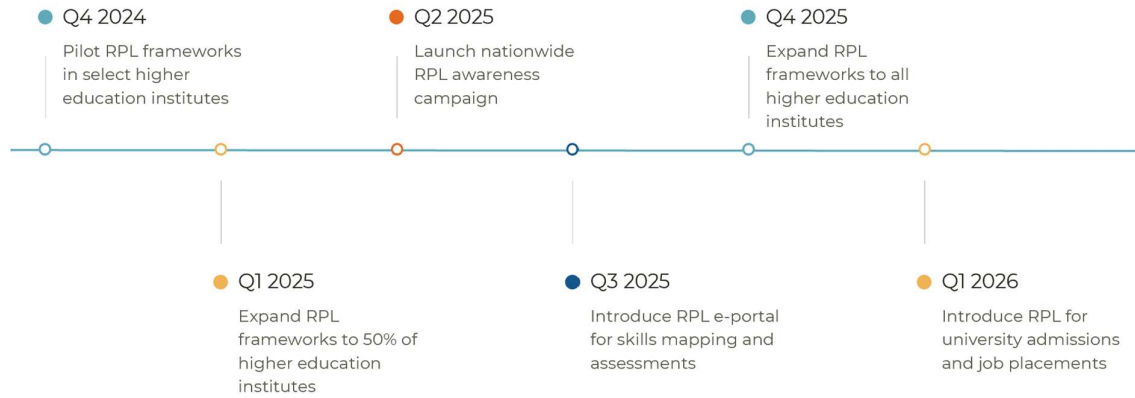 Q4 2024
Pilot RPL frameworks
in select higher
education institutes
Q2 2025
Launch nationwide
RPL awareness
campaign
Q4 2025
Expand RPL
frameworks to all
higher education
institutes
Q1 2025
Expand RPL
frameworks to 50% of
higher education
institutes
Q3 2025
Introduce RPL e-portal
for skills mapping and
assessments
Q1 2026
Introduce RPL for
university admissions
and job placements